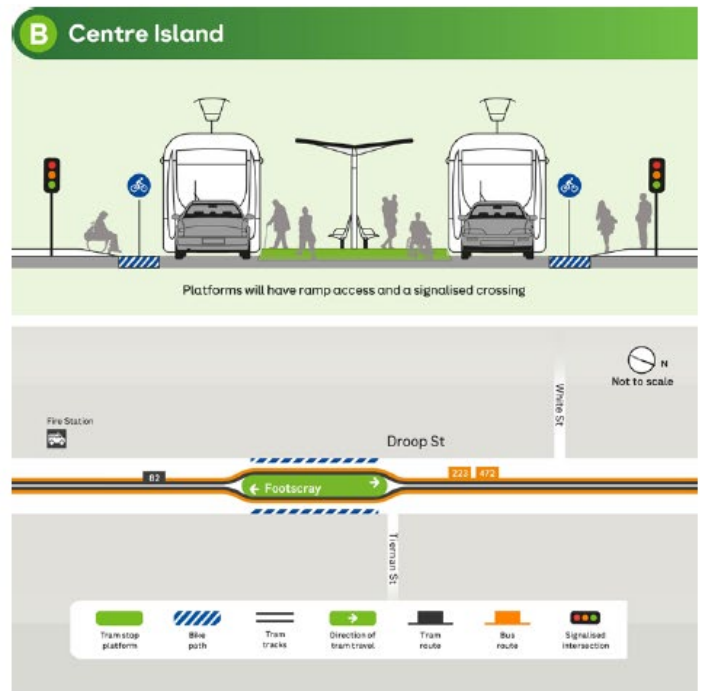 B Centre Island
Platforms will have ramp access and a signalised crossing
N
Not to scale
White St
Fire Station
Droop St
82
223 472
← Footscray →
Tiernan St
Tram stop
platform
Bike
path
Tram
tracks
Direction of
tram travel
Tram
route
Bus
route
Signalised
intersection